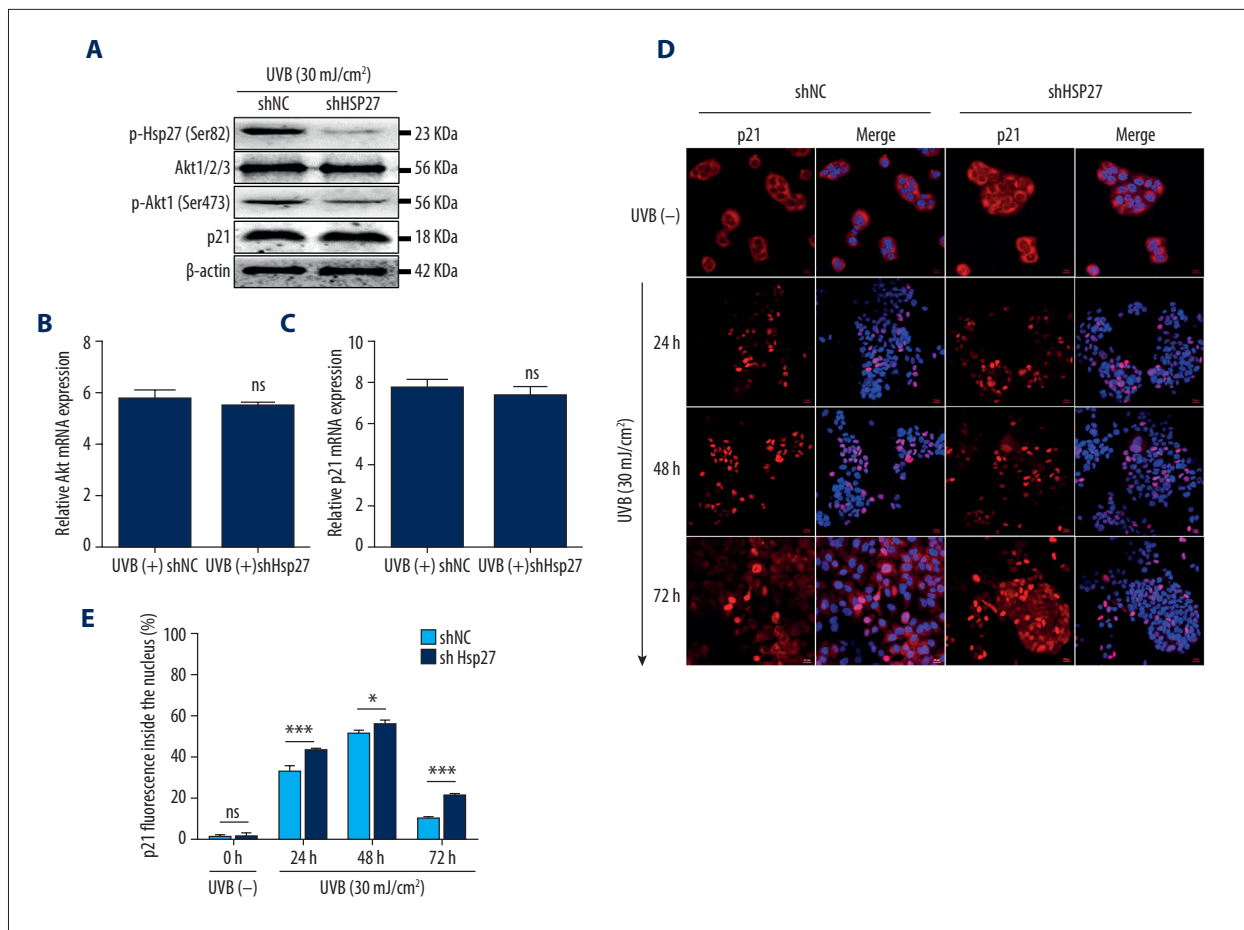 A
UVB (30 mJ/cm²)
shNC shHSP27
p-Hsp27 (Ser82) 23 KDa
Akt1/2/3 56 KDa
p-Akt1 (Ser473) 56 KDa
p21 18 KDa
β-actin 42 KDa
B
Relative Akt mRNA expression
8
6
4
2
0
ns
UVB (+) shNC UVB (+)shHsp27
C
Relative p21 mRNA expression
10
8
6
4
2
0
ns
UVB (+) shNC UVB (+)shHsp27
D
shNC shHSP27
p21 Merge p21 Merge
UVB (−)
24 h
48 h
72 h
UVB (30 mJ/cm²)
E
p21 fluorescence inside the nucleus (%)
100
80
60
40
20
0
shNC
sh Hsp27
ns *** * ***
0 h 24 h 48 h 72 h
UVB (−) UVB (30 mJ/cm²)